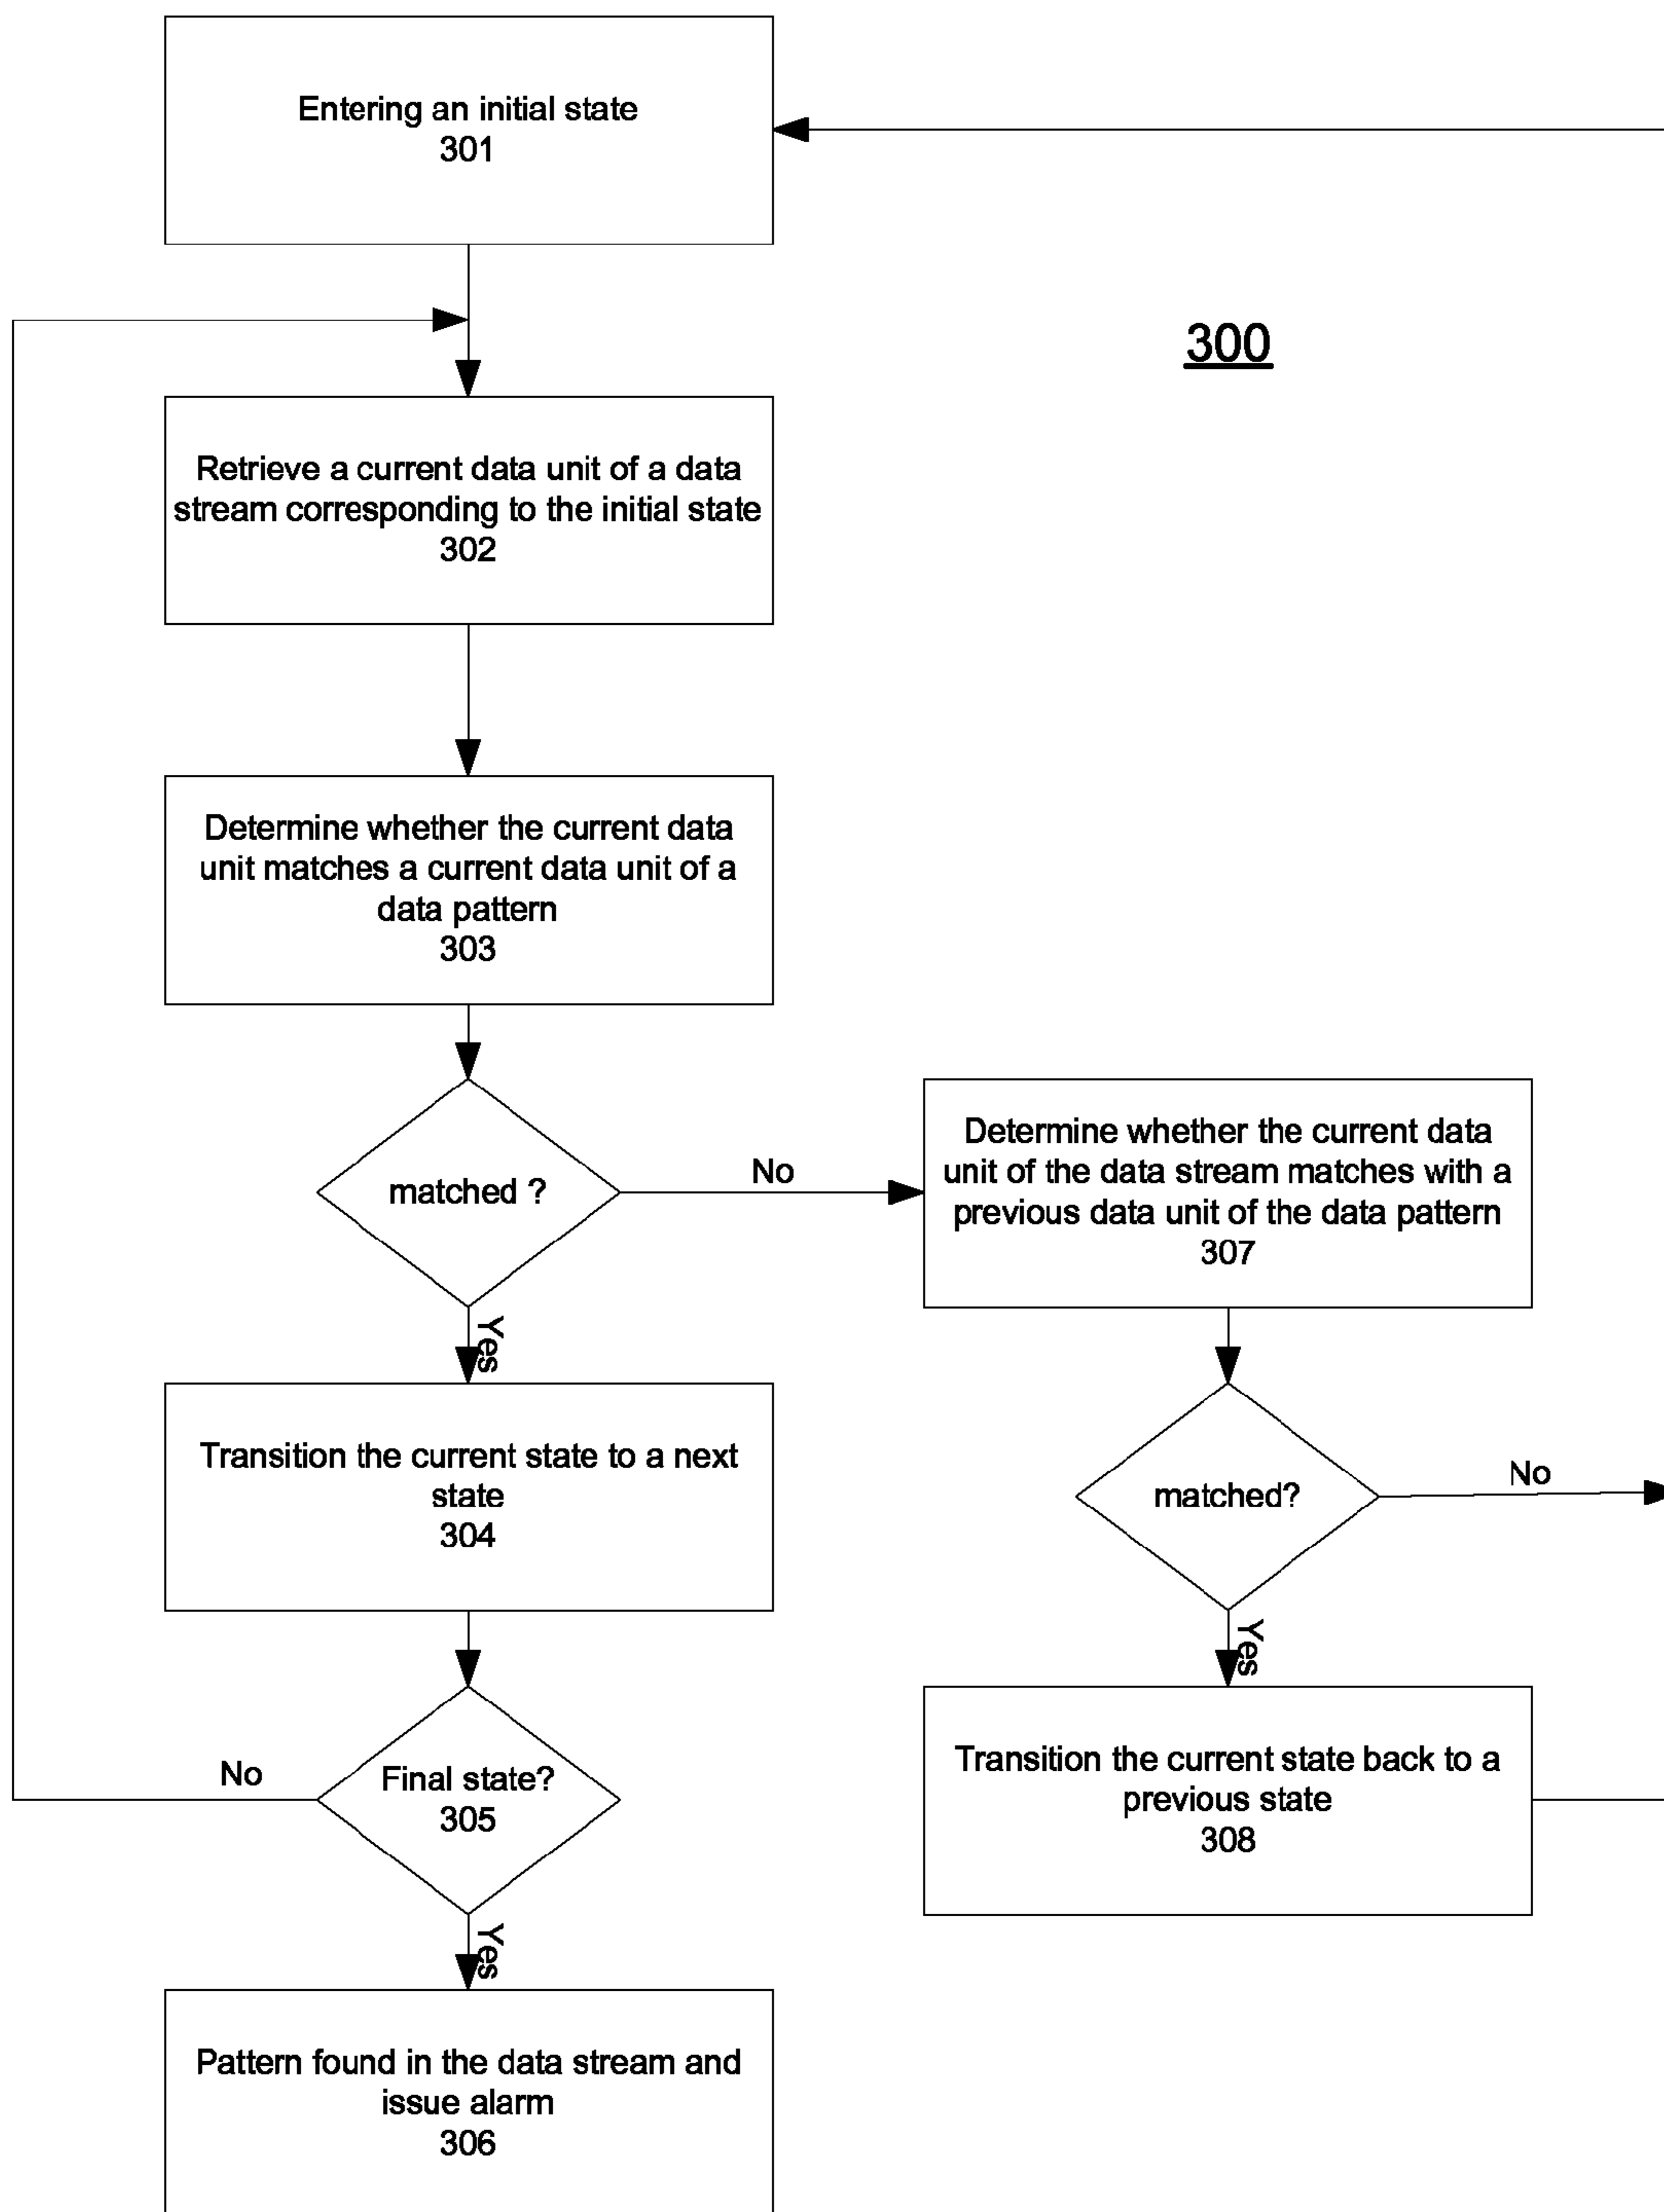 Entering an initial state
301
300
Retrieve a current data unit of a data
stream corresponding to the initial state
302
Determine whether the current data
unit matches a current data unit of a
data pattern
303
matched ?
No
Determine whether the current data
unit of the data stream matches with a
previous data unit of the data pattern
307
Yes
Transition the current state to a next
state
304
matched?
No
Yes
Final state?
305
No
Transition the current state back to a
previous state
308
Yes
Pattern found in the data stream and
issue alarm
306